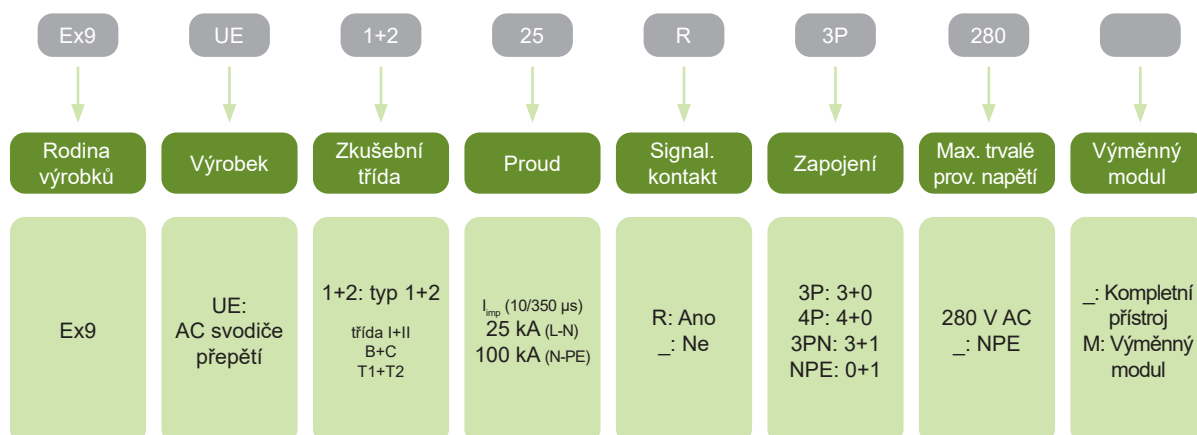 Ex9
UE
1+2
25
R
3P
280
Rodina
výrobků
Výrobek
Zkušební
třída
Proud
Signal.
kontakt
Zapojení
Max. trvalé
prov. napětí
Výměnný
modul
Ex9
UE:
AC svodiče
přepětí
1+2: typ 1+2
třída I+II
B+C
T1+T2
Iimp (10/350 µs)
25 kA (L-N)
100 kA (N-PE)
R: Ano
_: Ne
3P: 3+0
4P: 4+0
3PN: 3+1
NPE: 0+1
280 V AC
_: NPE
_: Kompletní
přístroj
M: Výměnný
modul